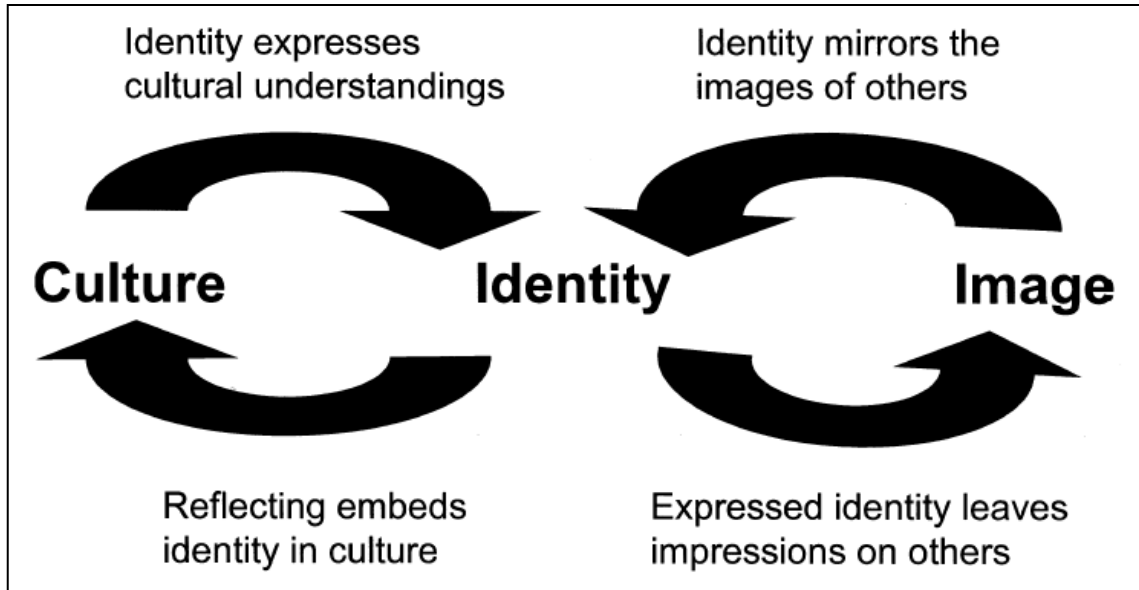 Identity expresses
cultural understandings
Identity mirrors the
images of others
Culture
Identity
Image
Reflecting embeds
identity in culture
Expressed identity leaves
impressions on others